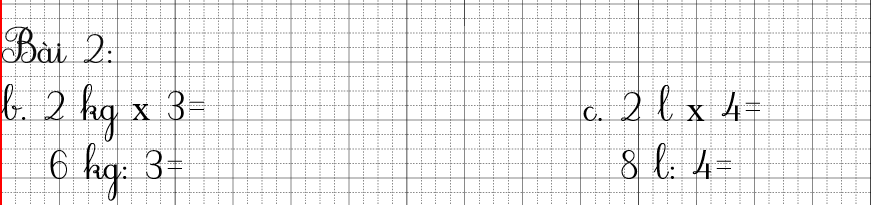 Bài 2:
b. 2 kg x 3= c. 2 l x 4=
6 kg: 3= 8 l: 4=